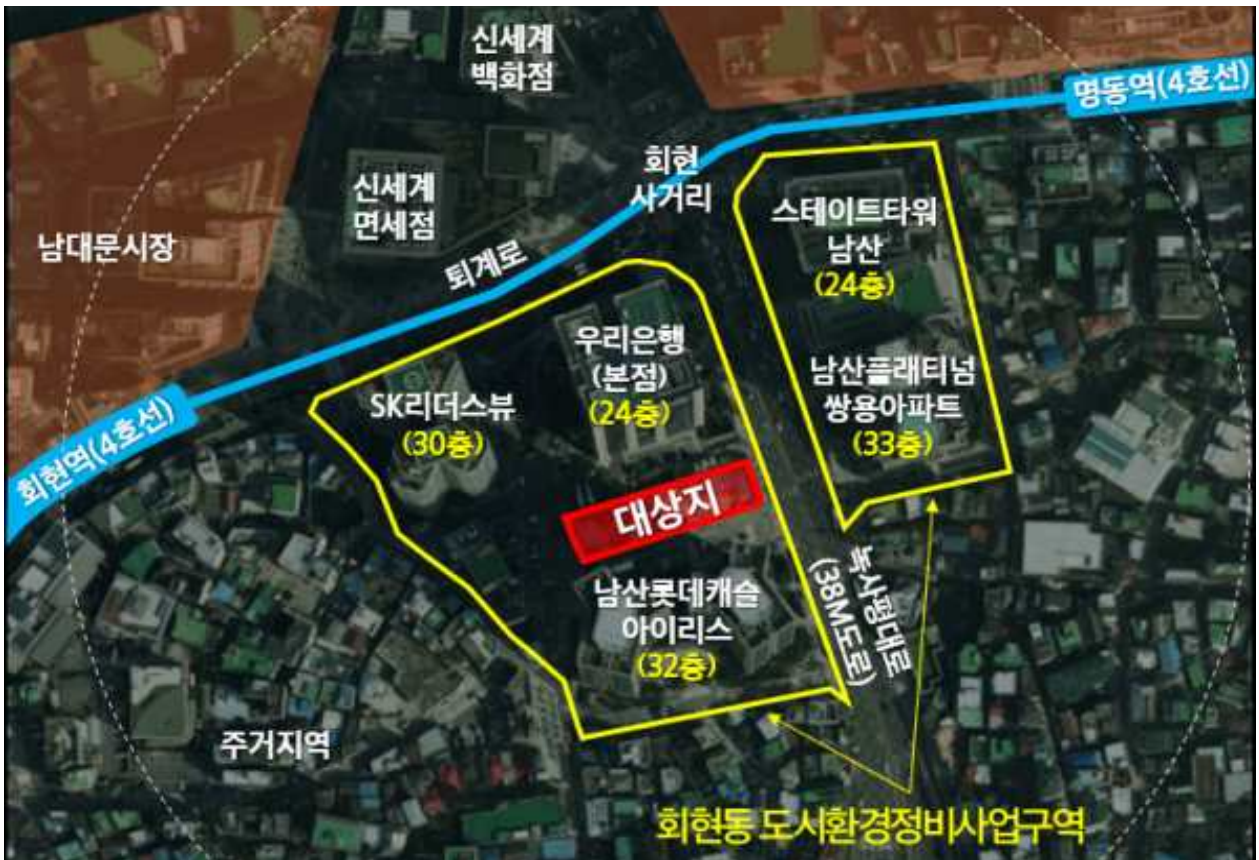 신세계
백화점
명동역(4호선)
회현
사거리
신세계
면세점
스테이트타워
남산
(24층)
남대문시장
퇴계로
우리은행
(본점)
(24층)
남산플래티넘
쌍용아파트
(33층)
SK리더스뷰
(30층)
회현역(4호선)
대상지
녹사평대로
(38M도로)
남산롯데캐슬
아이리스
(32층)
주거지역
회현동 도시환경정비사업구역